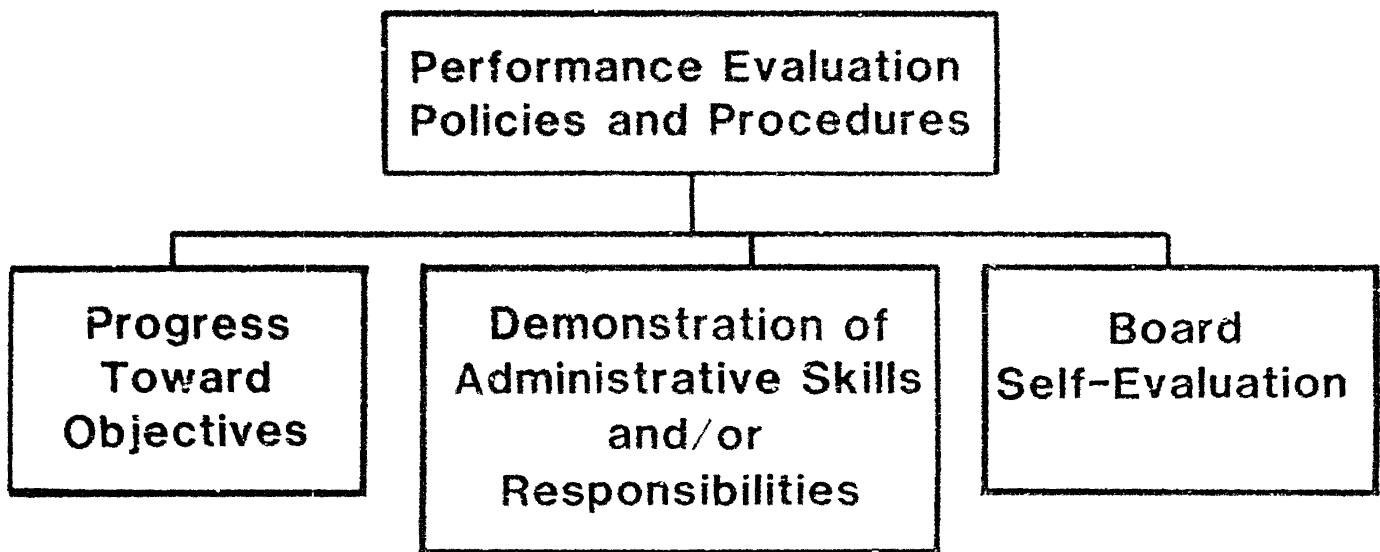 Performance Evaluation
Policies and Procedures
Progress
Toward
Objectives
Demonstration of
Administrative Skills
and/or
Responsibilities
Board
Self-Evaluation